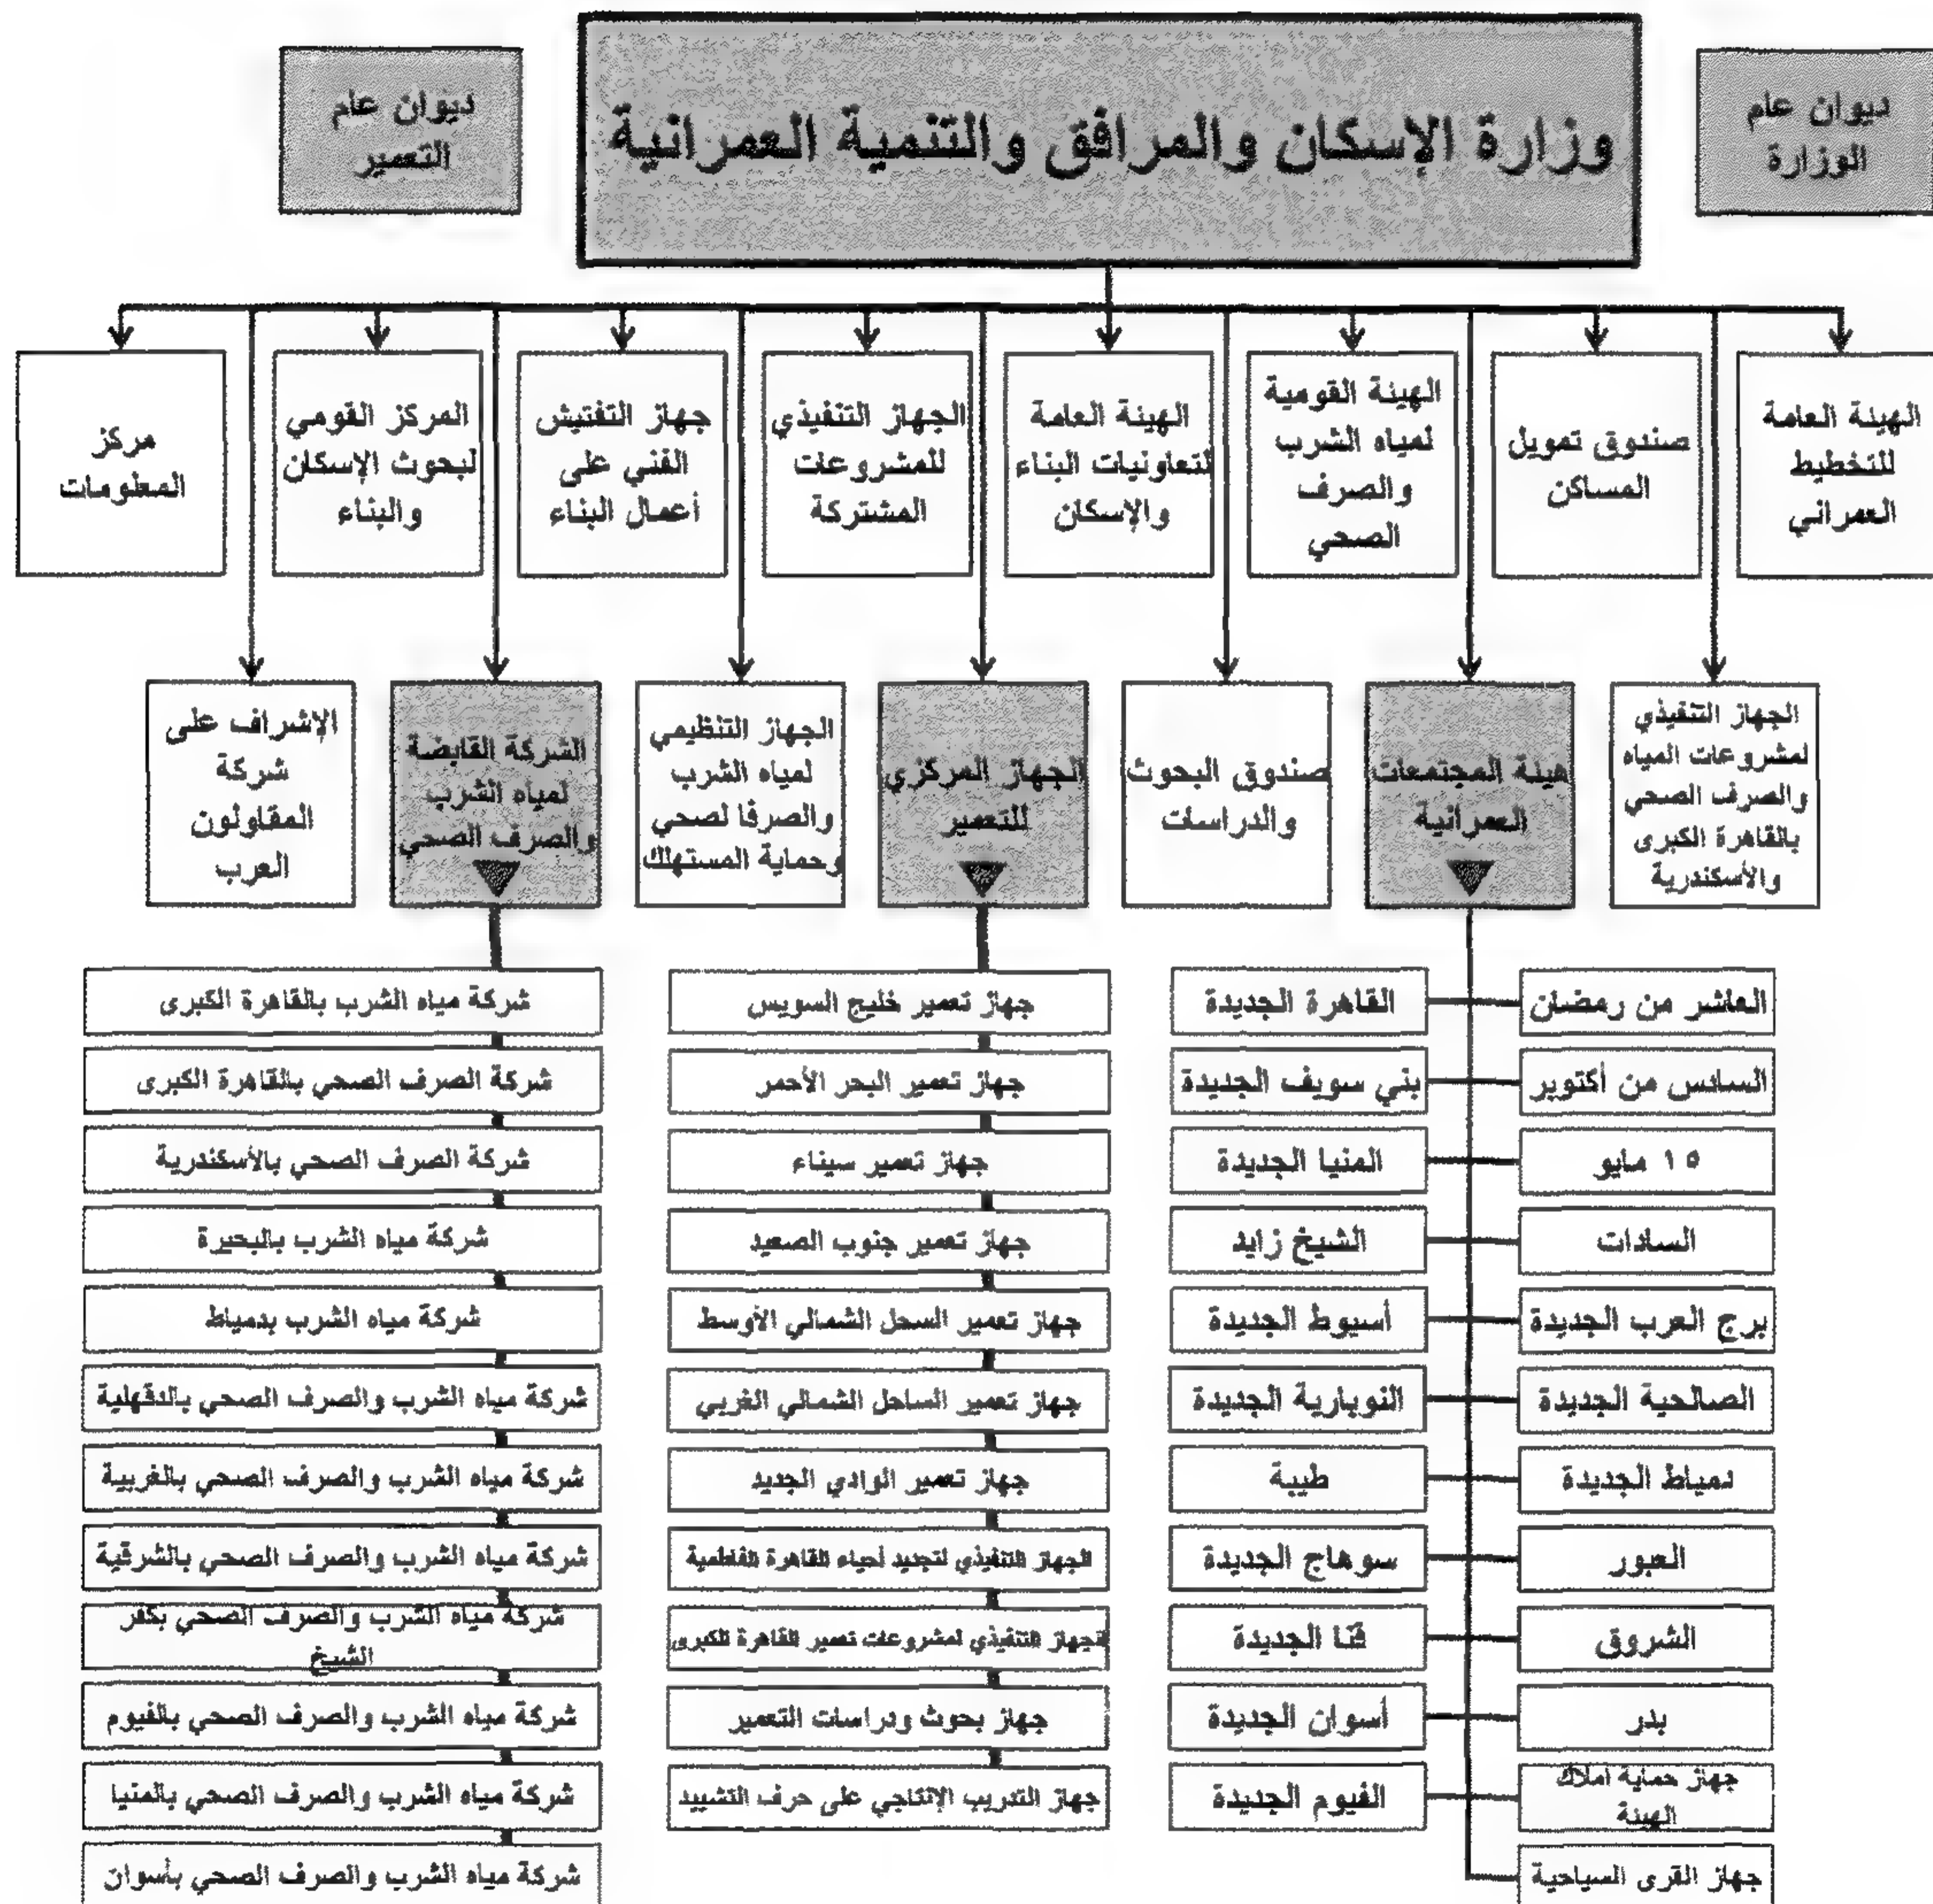 ديوان عام
الوزارة
وزارة الإسكان والمرافق والتنمية العمرانية
ديوان عام
التعمير
الهيئة العامة
للتخطيط
العمراني
صندوق تمويل
المساكن
الهيئة القومية
لمياه الشرب
والصرف
الصحي
الهيئة العامة
لتعاونيات البناء
والإسكان
الجهاز التنفيذي
للمشروعات
المشتركة
جهاز التفتيش
الفني على
أعمال البناء
المركز القومي
لبحوث الإسكان
والبناء
مركز
المعلومات
الجهاز التنفيذي
لمشروعات المياه
والصرف الصحي
بالقاهرة الكبرى
والأسكندرية
هيئة المجتمعات
العمرانية
صندوق البحوث
والدراسات
الجهاز المركزي
للتعمير
الجهاز التنظيمي
لمياه الشرب
والصرفا لصحي
وحماية المستهلك
الشركة القابضة
لمياه الشرب
والصرف الصحي
الإشراف على
شركة
المقاولون
العرب
العاشر من رمضان
السادس من أكتوبر
١٥ مايو
السادات
برج العرب الجديدة
الصالحية الجديدة
دمياط الجديدة
العبور
الشروق
بدر
جهاز حماية أملاك
الهيئة
جهاز القرى السياحية
القاهرة الجديدة
بني سويف الجديدة
المنيا الجديدة
الشيخ زايد
أسيوط الجديدة
النوبارية الجديدة
طيبة
سوهاج الجديدة
قنا الجديدة
أسوان الجديدة
الفيوم الجديدة
جهاز تعمير خليج السويس
جهاز تعمير البحر الأحمر
جهاز تعمير سيناء
جهاز تعمير جنوب الصعيد
جهاز تعمير السحل الشمالي الأوسط
جهاز تعمير الساحل الشمالي الغربي
جهاز تعمير الوادي الجديد
الجهاز التنفيذي لتجديد أحياء القاهرة الفاطمية
الجهاز التنفيذي لمشروعات تعمير القاهرة الكبرى
جهاز بحوث ودراسات التعمير
جهاز التدريب الإنتاجي على حرف التشييد
شركة مياه الشرب بالقاهرة الكبرى
شركة الصرف الصحي بالقاهرة الكبرى
شركة الصرف الصحي بالأسكندرية
شركة مياه الشرب بالبحيرة
شركة مياه الشرب بدمياط
شركة مياه الشرب والصرف الصحي بالدقهلية
شركة مياه الشرب والصرف الصحي بالغربية
شركة مياه الشرب والصرف الصحي بالشرقية
شركة مياه الشرب والصرف الصحي بكفر
الشيخ
شركة مياه الشرب والصرف الصحي بالفيوم
شركة مياه الشرب والصرف الصحي بالمنيا
شركة مياه الشرب والصرف الصحي بأسوان